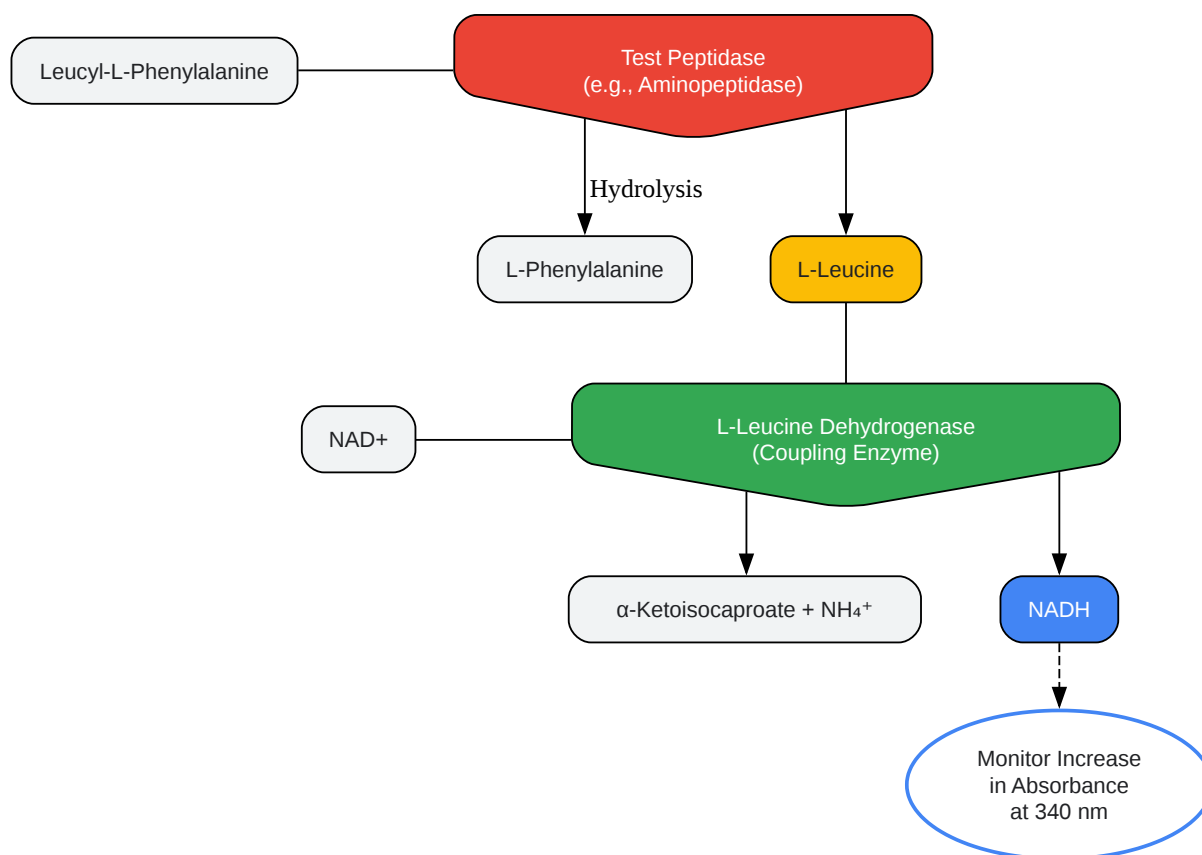 Leucyl-L-Phenylalanine
Test Peptidase
(e.g., Aminopeptidase)
Hydrolysis
L-Phenylalanine
L-Leucine
NAD+
L-Leucine Dehydrogenase
(Coupling Enzyme)
α-Ketoisocaproate + NH₄⁺
NADH
Monitor Increase
in Absorbance
at 340 nm